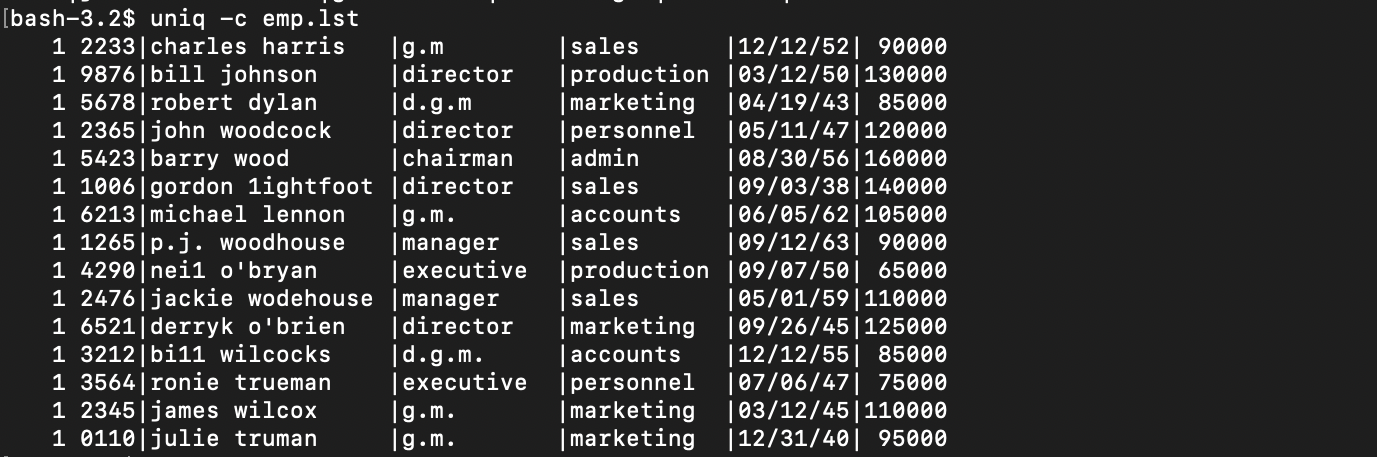 [bash-3.2$ uniq -c emp.lst
   1 2233|charles harris   |g.m       |sales      |12/12/52| 90000
   1 9876|bill johnson     |director  |production |03/12/50|130000
   1 5678|robert dylan     |d.g.m     |marketing  |04/19/43| 85000
   1 2365|john woodcock    |director  |personnel  |05/11/47|120000
   1 5423|barry wood       |chairman  |admin      |08/30/56|160000
   1 1006|gordon 1ightfoot |director  |sales      |09/03/38|140000
   1 6213|michael lennon   |g.m.      |accounts   |06/05/62|105000
   1 1265|p.j. woodhouse   |manager   |sales      |09/12/63| 90000
   1 4290|nei1 o'bryan     |executive |production |09/07/50| 65000
   1 2476|jackie wodehouse |manager   |sales      |05/01/59|110000
   1 6521|derryk o'brien   |director  |marketing  |09/26/45|125000
   1 3212|bi11 wilcocks    |d.g.m.    |accounts   |12/12/55| 85000
   1 3564|ronie trueman    |executive |personnel  |07/06/47| 75000
   1 2345|james wilcox     |g.m.      |marketing  |03/12/45|110000
   1 0110|julie truman     |g.m.      |marketing  |12/31/40| 95000